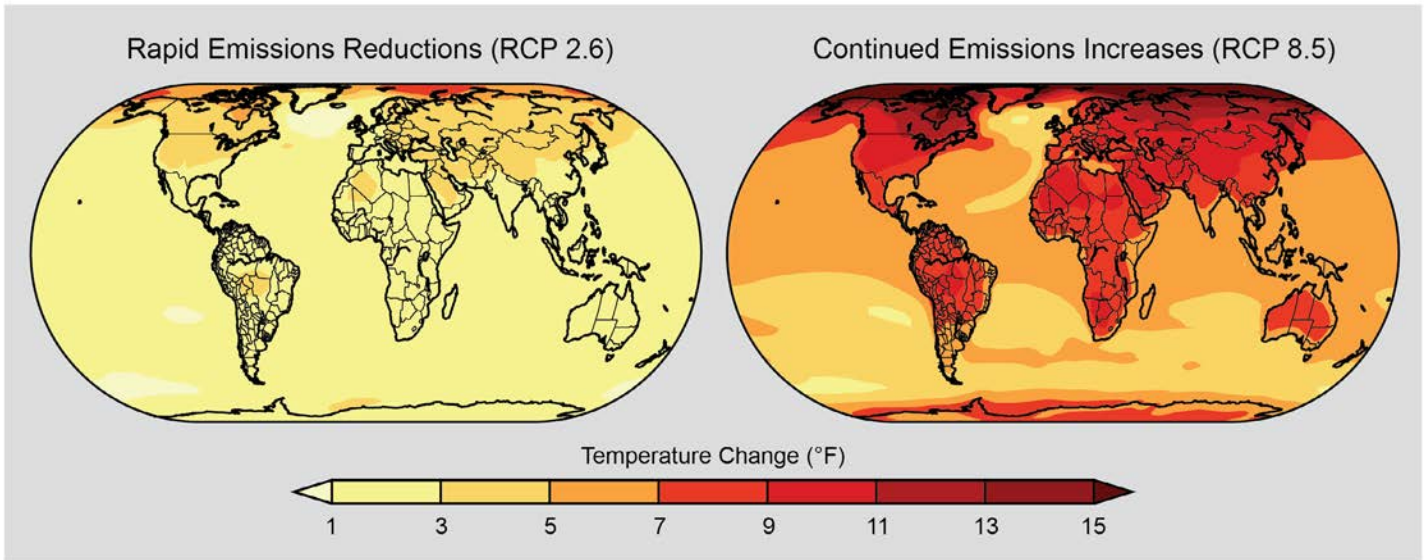 Rapid Emissions Reductions (RCP 2.6)
Continued Emissions Increases (RCP 8.5)
Temperature Change (°F)
1 3 5 7 9 11 13 15